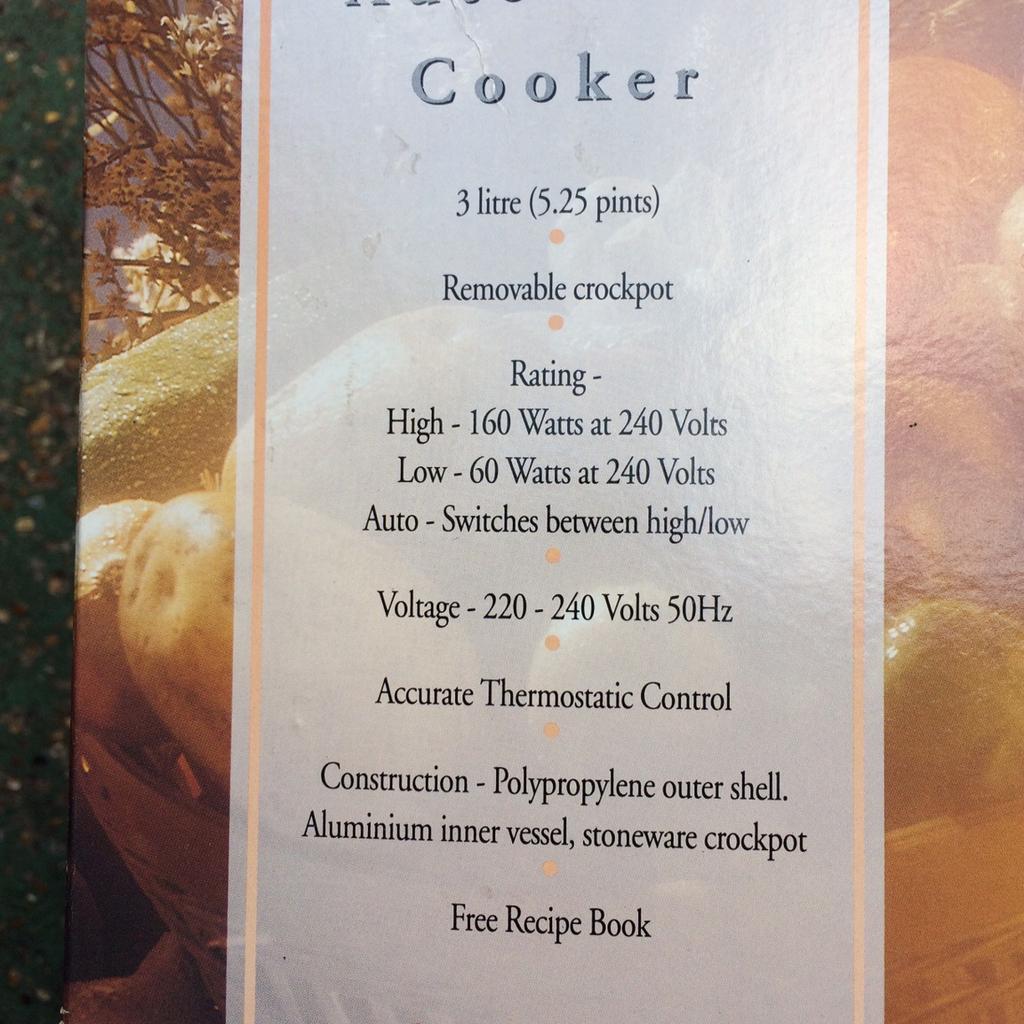 Cooker
3 litre (5.25 pints)
Removable crockpot
Rating -
High - 160 Watts at 240 Volts
Low - 60 Watts at 240 Volts
Auto - Switches between high/low
Voltage - 220 - 240 Volts 50Hz
Accurate Thermostatic Control
Construction - Polypropylene outer shell.
Aluminium inner vessel, stoneware crockpot
Free Recipe Book